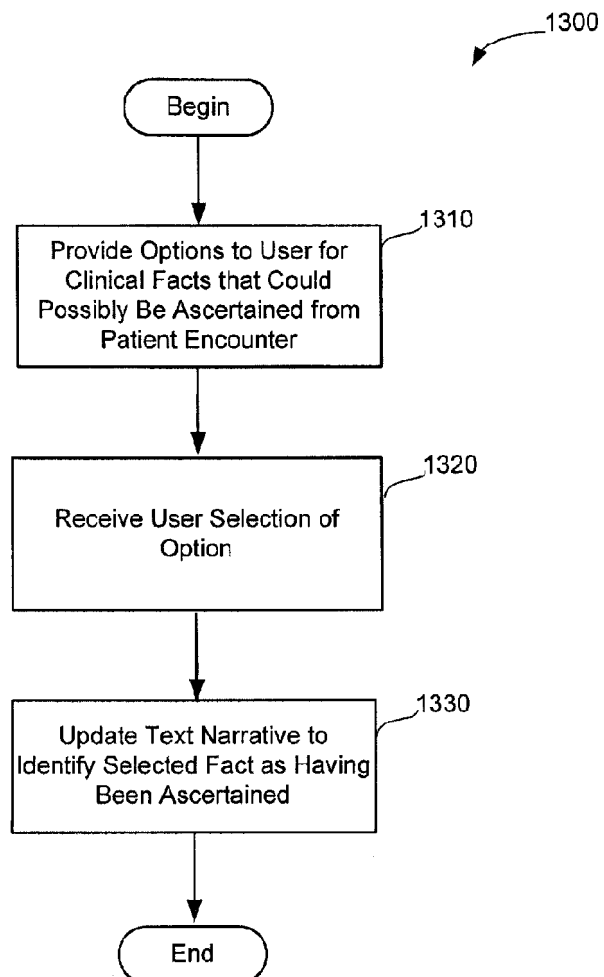 1300
Begin
1310
Provide Options to User for
Clinical Facts that Could
Possibly Be Ascertained from
Patient Encounter
1320
Receive User Selection of
Option
1330
Update Text Narrative to
Identify Selected Fact as Having
Been Ascertained
End